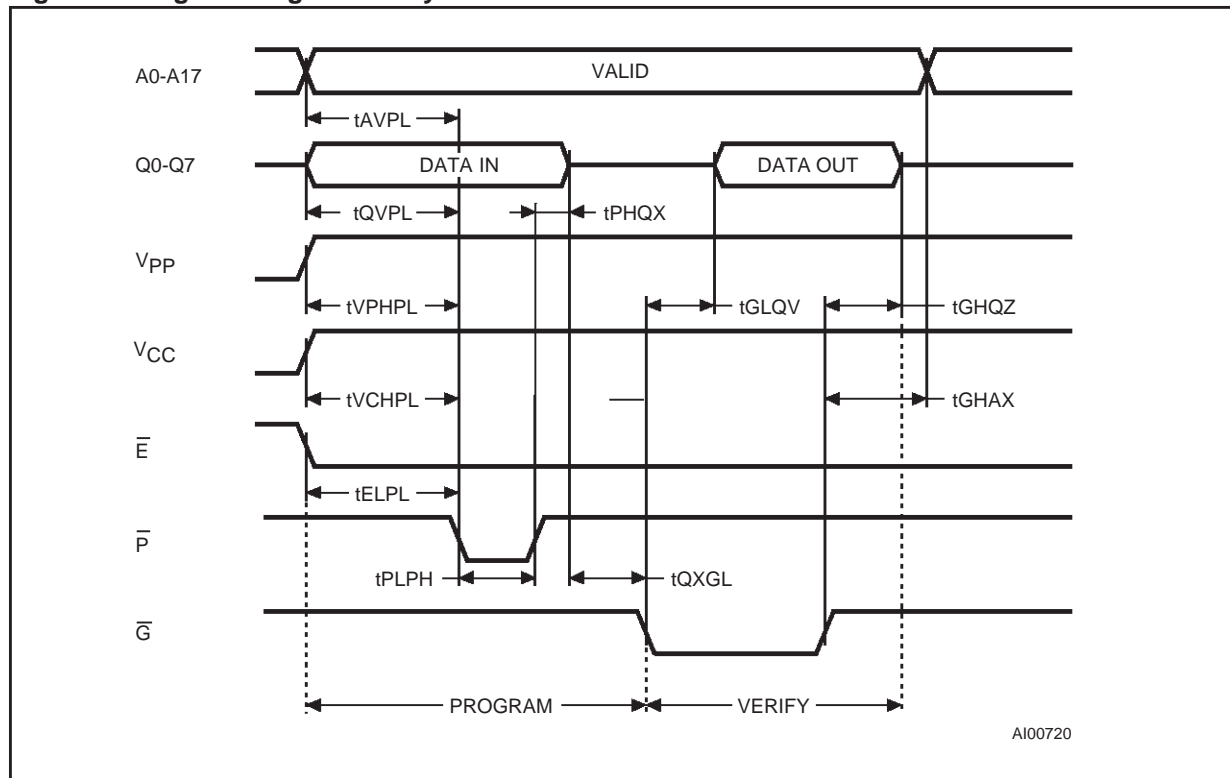 A0-A17
VALID
tAVPL
Q0-Q7
DATA IN
DATA OUT
tQVPL
tPHQX
VPP
tVPHPL
tGLQV
tGHQZ
VCC
tVCHPL
tGHAX
E̅
tELPL
P̅
tPLPH
tQXGL
G̅
PROGRAM
VERIFY
AI00720